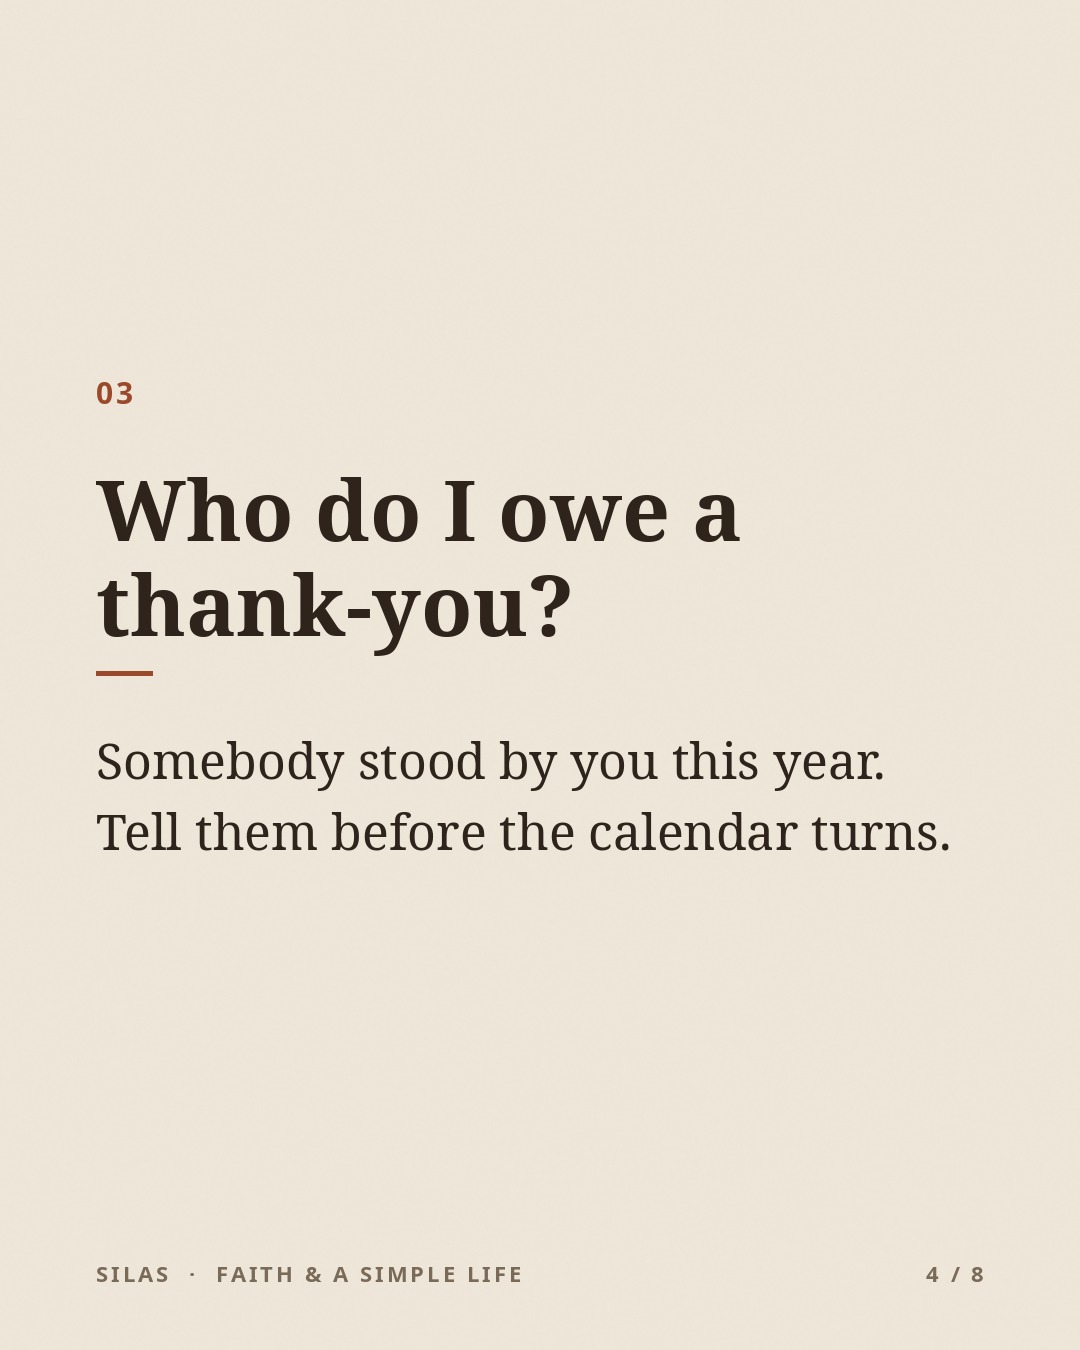 03
Who do I owe a
thank-you?
Somebody stood by you this year.
Tell them before the calendar turns.
SILAS · FAITH & A SIMPLE LIFE
4 / 8